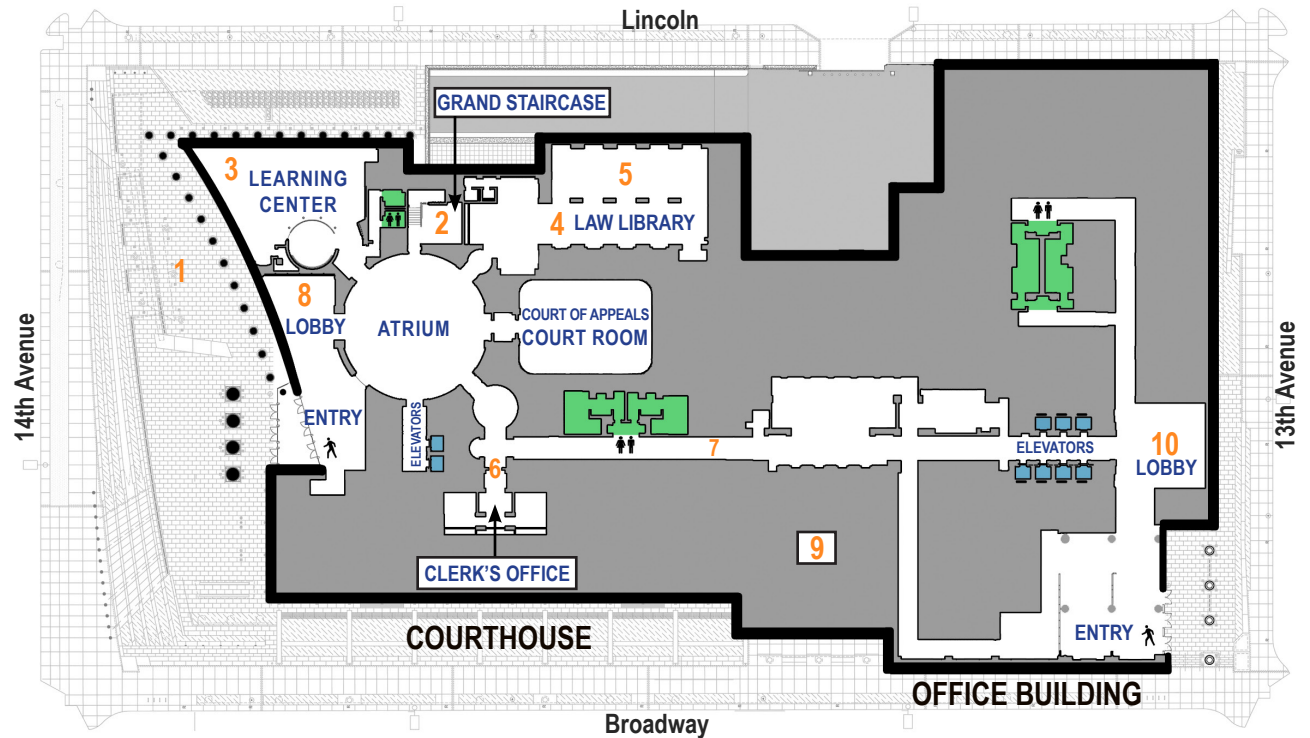 Lincoln
GRAND STAIRCASE
3
LEARNING
CENTER
5
2
4
LAW LIBRARY
1
8
LOBBY
ATRIUM
COURT OF APPEALS
COURT ROOM
14th Avenue
13th Avenue
ENTRY
ELEVATORS
7
ELEVATORS
10
LOBBY
6
9
CLERK'S OFFICE
COURTHOUSE
ENTRY
OFFICE BUILDING
Broadway